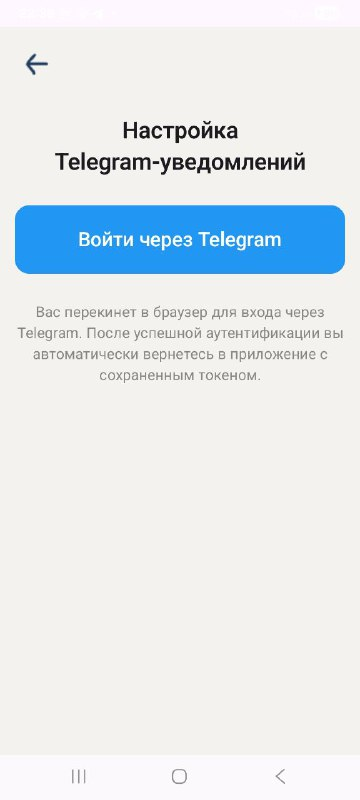 Настройка
Telegram-уведомлений
Войти через Telegram
Вас перекинет в браузер для входа через
Telegram. После успешной аутентификации вы
автоматически вернетесь в приложение с
сохраненным токеном.